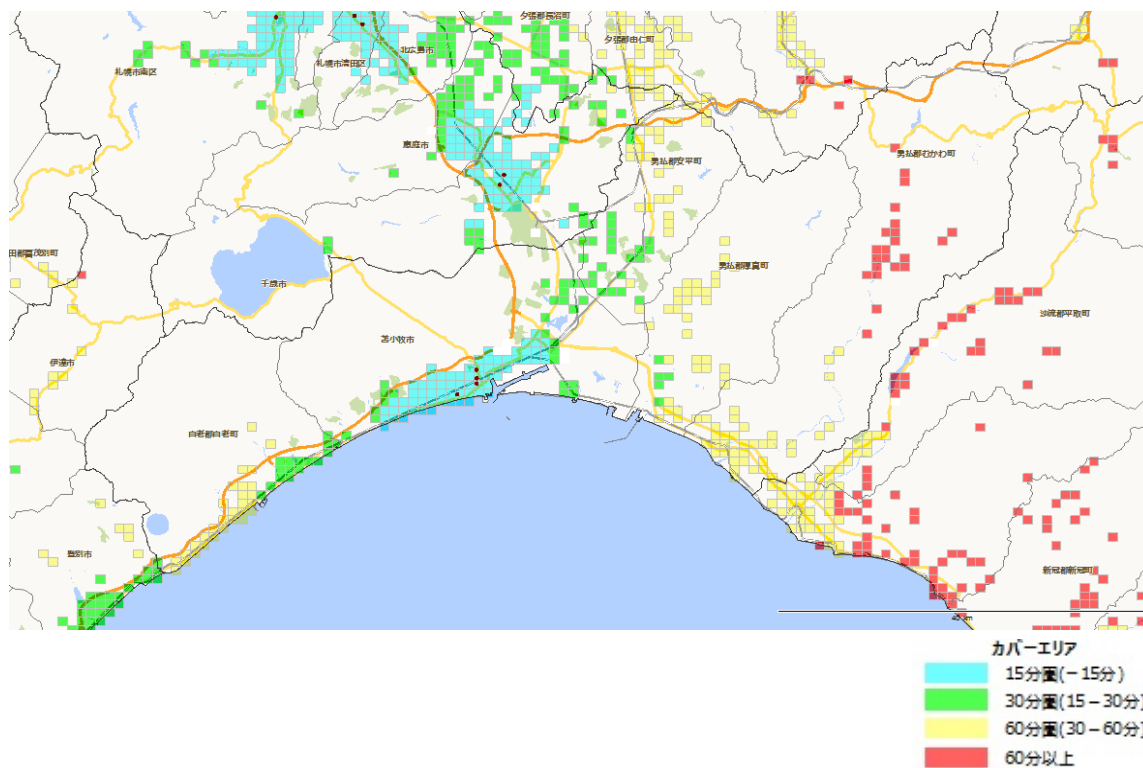 夕張郡長沼町
夕張郡由仁町
北広島市
札幌市清田区
札幌市南区
恵庭市
勇払郡安平町
勇払郡むかわ町
田郡喜茂別町
千歳市
勇払郡厚真町
沙流郡平取町
苫小牧市
伊達市
白老郡白老町
登別市
新冠郡新冠町
カバーエリア
15分圏(－15分)
30分圏(15－30分)
60分圏(30－60分)
60分以上